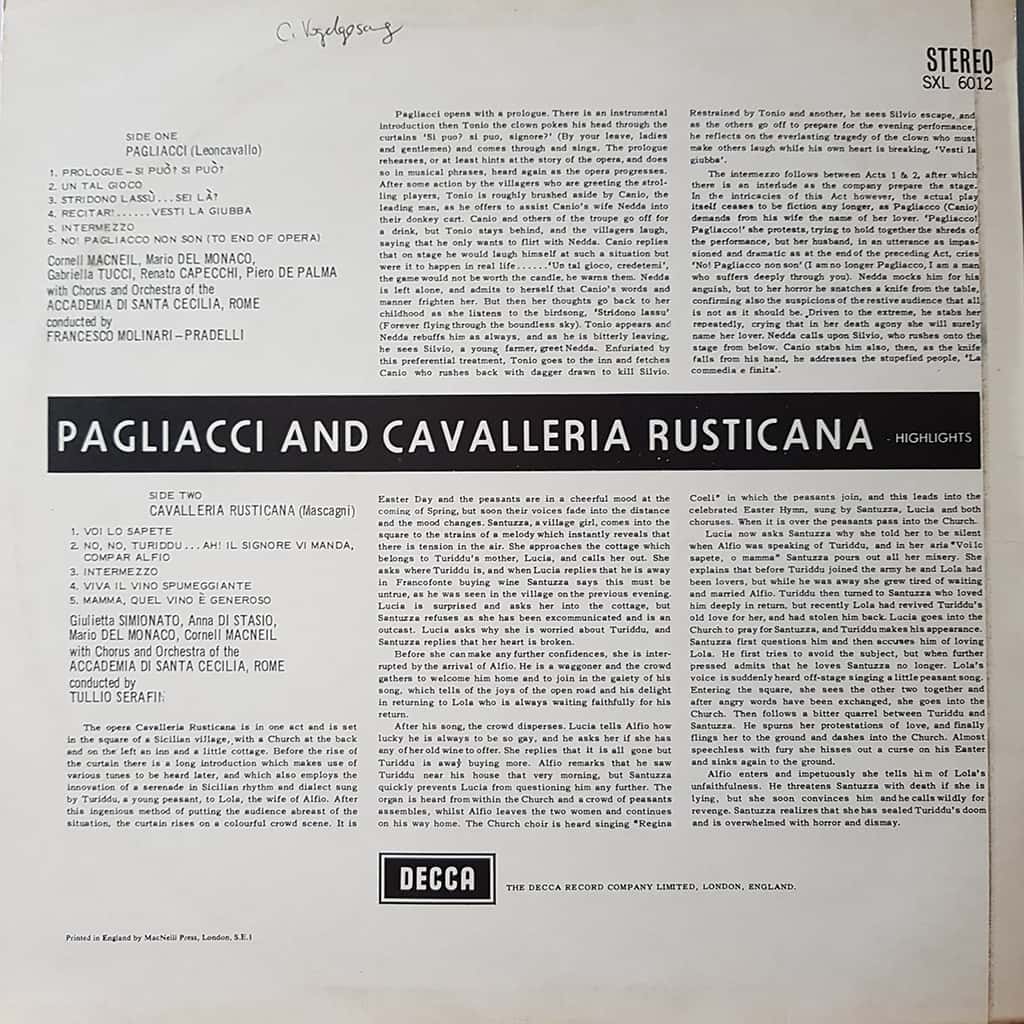 C. Vogelgesang
STEREO
SXL 6012
SIDE ONE
PAGLIACCI (Leoncavallo)
1. PROLOGUE – SI PUÒ? SI PUÒ?
2. UN TAL GIOCO
3. STRIDONO LASSÙ...SEI LÀ?
4. RECITAR!......VESTI LA GIUBBA
5. INTERMEZZO
6. NO! PAGLIACCO NON SON (TO END OF OPERA)
Cornell MACNEIL, Mario DEL MONACO,
Gabriella TUCCI, Renato CAPECCHI, Piero DE PALMA
with Chorus and Orchestra of the
ACCADEMIA DI SANTA CECILIA, ROME
conducted by
FRANCESCO MOLINARI–PRADELLI
Pagliacci opens with a prologue. There is an instrumental
introduction then Tonio the clown pokes his head through the
curtains 'Si puo? si puo, signore?' (By your leave, ladies
and gentlemen) and comes through and sings. The prologue
rehearses, or at least hints at the story of the opera, and does
so in musical phrases, heard again as the opera progresses.
After some action by the villagers who are greeting the strol-
ling players, Tonio is roughly brushed aside by Canio, the
leading man, as he offers to assist Canio's wife Nedda into
their donkey cart. Canio and others of the troupe go off for
a drink, but Tonio stays behind, and the villagers laugh,
saying that he only wants to flirt with Nedda. Canio replies
that on stage he would laugh himself at such a situation but
were it to happen in real life......'Un tal gioco, credetemi',
the game would not be worth the candle, he warns them. Nedda
is left alone, and admits to herself that Canio's words and
manner frighten her. But then her thoughts go back to her
childhood as she listens to the birdsong, 'Stridono lassu'
(Forever flying through the boundless sky). Tonio appears and
Nedda rebuffs him as always, and as he is bitterly leaving,
he sees Silvio, a young farmer, greet Nedda. Enfuriated by
this preferential treatment, Tonio goes to the inn and fetches
Canio who rushes back with dagger drawn to kill Silvio.
Restrained by Tonio and another, he sees Silvio escape, and
as the others go off to prepare for the evening performance,
he reflects on the everlasting tragedy of the clown who must
make others laugh while his own heart is breaking, 'Vesti la
giubba'.
The intermezzo follows between Acts 1 & 2, after which
there is an interlude as the company prepare the stage.
In the intricacies of this Act however, the actual play
itself ceases to be fiction any longer, as Pagliacco (Canio)
demands from his wife the name of her lover. 'Pagliacco!
Pagliacco!' she protests, trying to hold together the shreds of
the performance, but her husband, in an utterance as impas-
sioned and dramatic as at the end of the preceding Act, cries
'No! Pagliacco non son' (I am no longer Pagliacco, I am a man
who suffers deeply through you). Nedda mocks him for his
anguish, but to her horror he snatches a knife from the table,
confirming also the suspicions of the restive audience that all
is not as it should be. Driven to the extreme, he stabs her
repeatedly, crying that in her death agony she will surely
name her lover. Nedda calls upon Silvio, who rushes onto the
stage from below. Canio stabs him also, then, as the knife
falls from his hand, he addresses the stupefied people, 'La
commedia e finita'.
PAGLIACCI AND CAVALLERIA RUSTICANA - HIGHLIGHTS
SIDE TWO
CAVALLERIA RUSTICANA (Mascagni)
1. VOI LO SAPETE
2. NO, NO, TURIDDU...AH! IL SIGNORE VI MANDA,
COMPAR ALFIO
3. INTERMEZZO
4. VIVA IL VINO SPUMEGGIANTE
5. MAMMA, QUEL VINO È GENEROSO
Giulietta SIMIONATO, Anna DI STASIO,
Mario DEL MONACO, Cornell MACNEIL
with Chorus and Orchestra of the
ACCADEMIA DI SANTA CECILIA, ROME
conducted by
TULLIO SERAFIN
The opera Cavalleria Rusticana is in one act and is set
in the square of a Sicilian village, with a Church at the back
and on the left an inn and a little cottage. Before the rise of
the curtain there is a long introduction which makes use of
various tunes to be heard later, and which also employs the
innovation of a serenade in Sicilian rhythm and dialect sung
by Turiddu, a young peasant, to Lola, the wife of Alfio. After
this ingenious method of putting the audience abreast of the
situation, the curtain rises on a colourful crowd scene. It is
Easter Day and the peasants are in a cheerful mood at the
coming of Spring, but soon their voices fade into the distance
and the mood changes. Santuzza, a village girl, comes into the
square to the strains of a melody which instantly reveals that
there is tension in the air. She approaches the cottage which
belongs to Turiddu's mother, Lucia, and calls her out. She
asks where Turiddu is, and when Lucia replies that he is away
in Francofonte buying wine Santuzza says this must be
untrue, as he was seen in the village on the previous evening.
Lucia is surprised and asks her into the cottage, but
Santuzza refuses as she has been excommunicated and is an
outcast. Lucia asks why she is worried about Turiddu, and
Santuzza replies that her heart is broken.
Before she can make any further confidences, she is inter-
rupted by the arrival of Alfio. He is a waggoner and the crowd
gathers to welcome him home and to join in the gaiety of his
song, which tells of the joys of the open road and his delight
in returning to Lola who is always waiting faithfully for his
return.
After his song, the crowd disperses. Lucia tells Alfio how
lucky he is always to be so gay, and he asks her if she has
any of her old wine to offer. She replies that it is all gone but
Turiddu is away buying more. Alfio remarks that he saw
Turiddu near his house that very morning, but Santuzza
quickly prevents Lucia from questioning him any further. The
organ is heard from within the Church and a crowd of peasants
assembles, whilst Alfio leaves the two women and continues
on his way home. The Church choir is heard singing "Regina
Coeli" in which the peasants join, and this leads into the
celebrated Easter Hymn, sung by Santuzza, Lucia and both
choruses. When it is over the peasants pass into the Church.
Lucia now asks Santuzza why she told her to be silent
when Alfio was speaking of Turiddu, and in her aria "Voi lo
sapete, o mamma" Santuzza pours out all her misery. She
explains that before Turiddu joined the army he and Lola had
been lovers, but while he was away she grew tired of waiting
and married Alfio. Turiddu then turned to Santuzza who loved
him deeply in return, but recently Lola had revived Turiddu's
old love for her, and had stolen him back. Lucia goes into the
Church to pray for Santuzza, and Turiddu makes his appearance.
Santuzza first questions him and then accuses him of loving
Lola. He first tries to avoid the subject, but when further
pressed admits that he loves Santuzza no longer. Lola's
voice is suddenly heard off-stage singing a little peasant song.
Entering the square, she sees the other two together and
after angry words have been exchanged, she goes into the
Church. Then follows a bitter quarrel between Turiddu and
Santuzza. He spurns her protestations of love, and finally
flings her to the ground and dashes into the Church. Almost
speechless with fury she hisses out a curse on his Easter
and sinks again to the ground.
Alfio enters and impetuously she tells him of Lola's
unfaithfulness. He threatens Santuzza with death if she is
lying, but she soon convinces him and he calls wildly for
revenge. Santuzza realizes that she has sealed Turiddu's doom
and is overwhelmed with horror and dismay.
DECCA
THE DECCA RECORD COMPANY LIMITED, LONDON, ENGLAND.
Printed in England by MacNeill Press, London, S.E.1